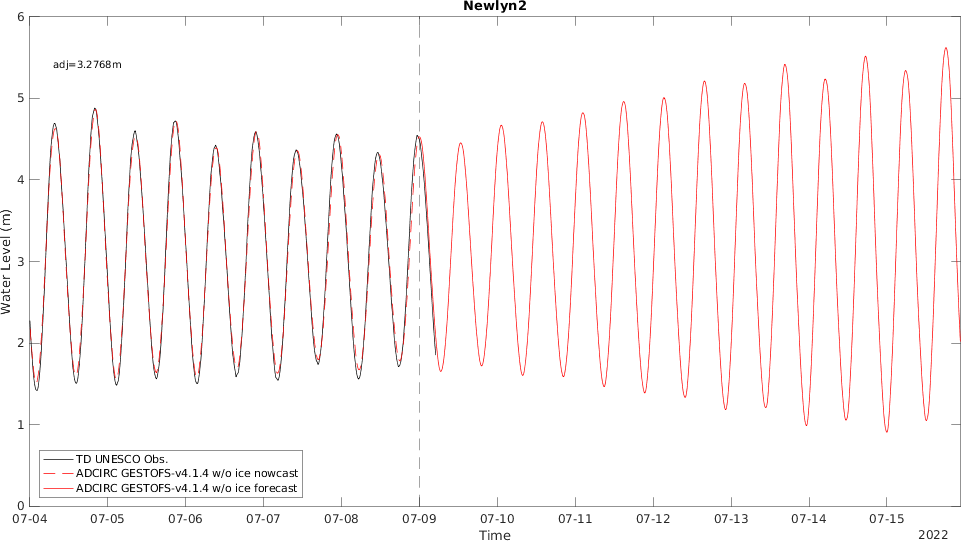 Newlyn2
6
adj=3.2768m
5
4
3
2
1
0
Water Level (m)
TD UNESCO Obs.
ADCIRC GESTOFS-v4.1.4 w/o ice nowcast
ADCIRC GESTOFS-v4.1.4 w/o ice forecast
07-04 07-05 07-06 07-07 07-08 07-09 07-10 07-11 07-12 07-13 07-14 07-15
Time
2022